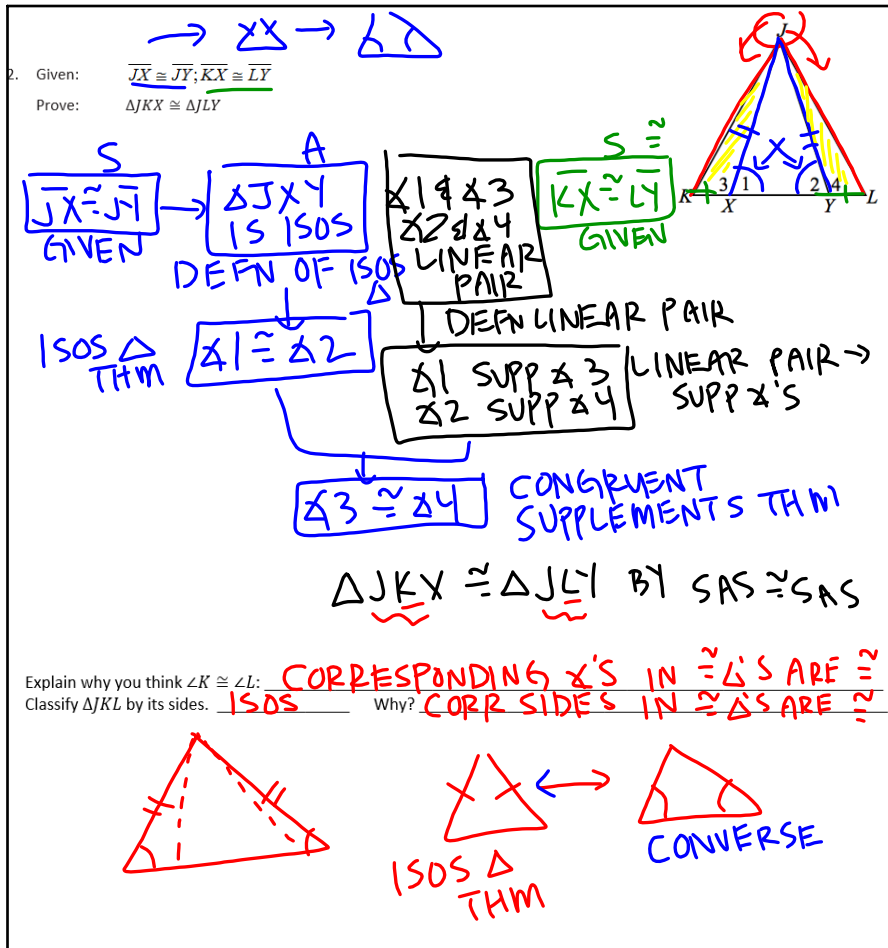 2. Given: JX ≅ JY; KX ≅ LY
Prove: ΔJKX ≅ ΔJLY
J
K 3 1 2 4 L
X Y
X
S
JX ≅ JY
GIVEN
A
ΔJXY
IS ISOS
DEFN OF ISOS
Δ
∡1 & ∡3
∡2 & ∡4
LINEAR
PAIR
S ≅
KX ≅ LY
GIVEN
DEFN LINEAR PAIR
ISOS Δ
THM
∡1 ≅ ∡2
∡1 SUPP ∡3
∡2 SUPP ∡4
LINEAR PAIR →
SUPP ∡'S
∡3 ≅ ∡4
CONGRUENT
SUPPLEMENTS THM
ΔJKX ≅ ΔJLY BY SAS ≅ SAS
Explain why you think ∠K ≅ ∠L: CORRESPONDING ∡'S IN ≅ Δ'S ARE ≅
Classify ΔJKL by its sides. ISOS Why? CORR SIDES IN ≅ Δ'S ARE ≅
ISOS Δ
THM
CONVERSE